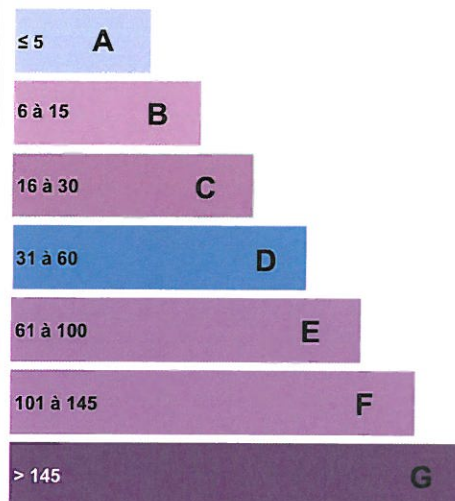 ≤ 5 A
6 à 15 B
16 à 30 C
31 à 60 D
61 à 100 E
101 à 145 F
> 145 G